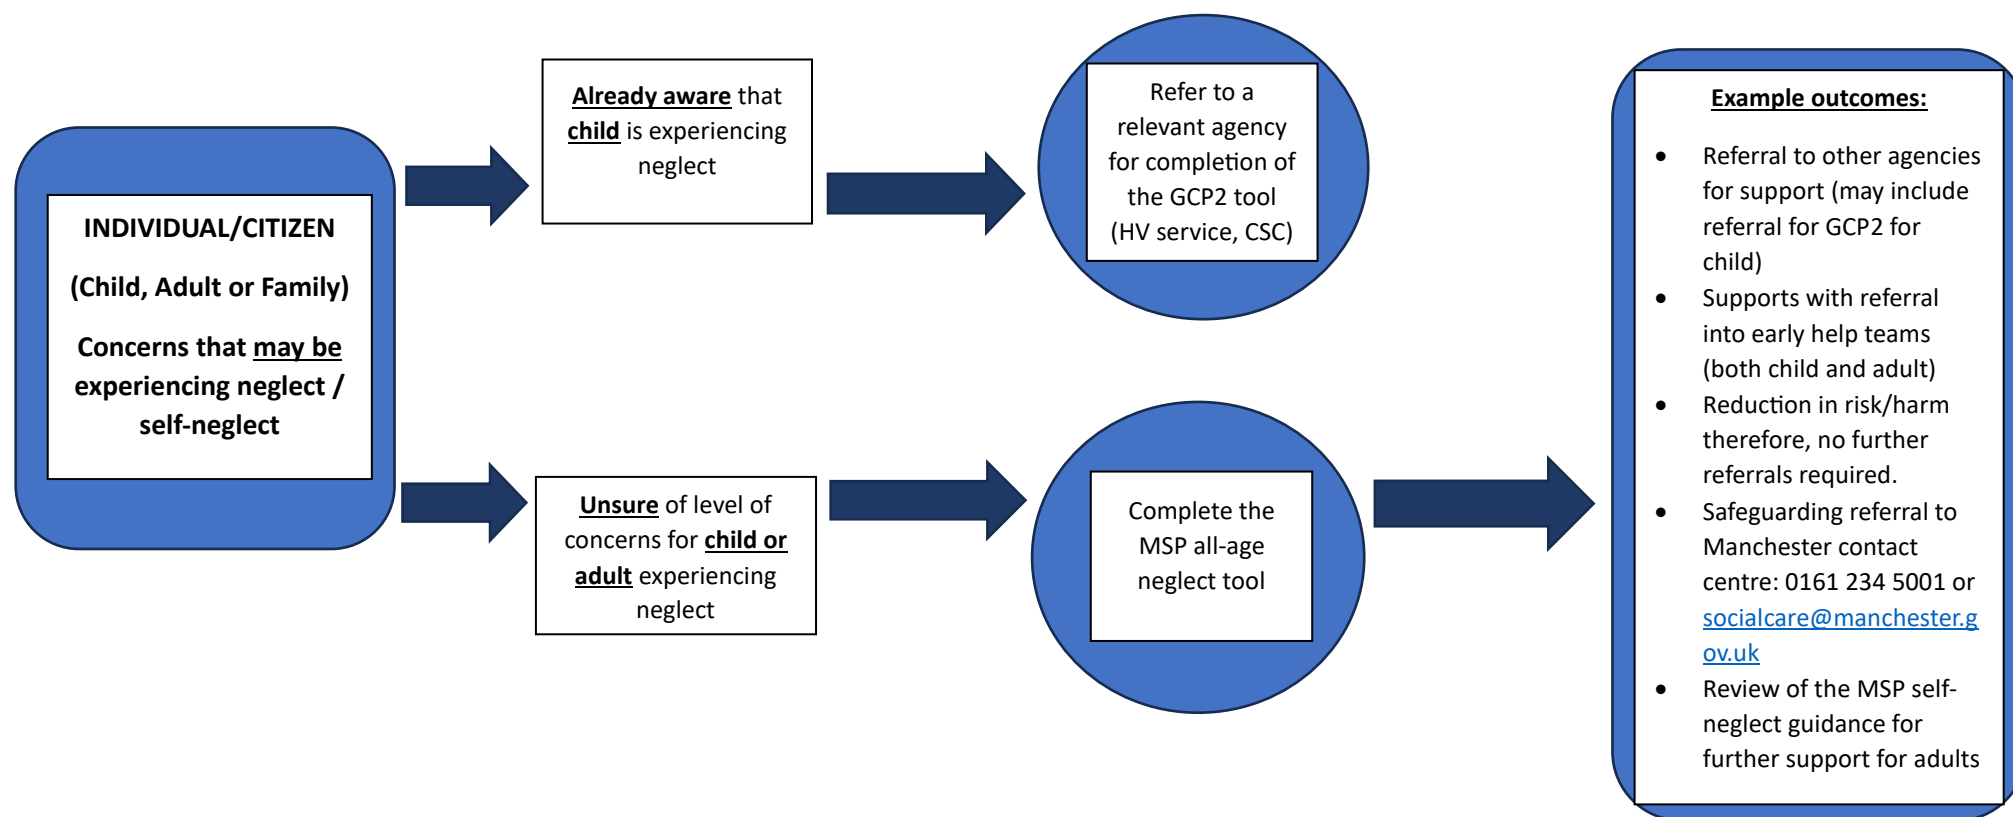 INDIVIDUAL/CITIZEN
(Child, Adult or Family)
Concerns that may be
experiencing neglect /
self-neglect
Already aware that
child is experiencing
neglect
Refer to a
relevant agency
for completion of
the GCP2 tool
(HV service, CSC)
Unsure of level of
concerns for child or
adult experiencing
neglect
Complete the
MSP all-age
neglect tool
Example outcomes:
• Referral to other agencies
for support (may include
referral for GCP2 for
child)
• Supports with referral
into early help teams
(both child and adult)
• Reduction in risk/harm
therefore, no further
referrals required.
• Safeguarding referral to
Manchester contact
centre: 0161 234 5001 or
socialcare@manchester.g
ov.uk
• Review of the MSP self-
neglect guidance for
further support for adults